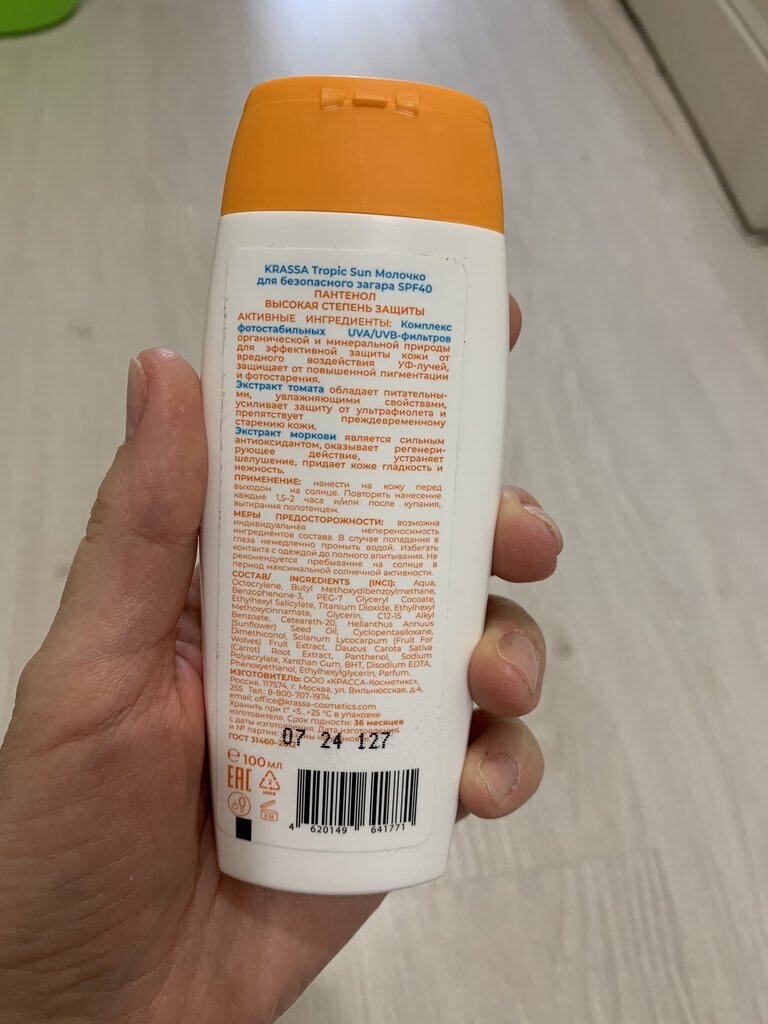 KRASSA Tropic Sun Молочко
для безопасного загара SPF40
ПАНТЕНОЛ
ВЫСОКАЯ СТЕПЕНЬ ЗАЩИТЫ
АКТИВНЫЕ ИНГРЕДИЕНТЫ: Комплекс
фотостабильных UVA/UVB-фильтров
органической и минеральной природы
для эффективной защиты кожи от
вредного воздействия УФ-лучей,
защищает от повышенной пигментации
и фотостарения.
Экстракт томата обладает питательны-
ми, увлажняющими свойствами,
усиливает защиту от ультрафиолета и
препятствует преждевременному
старению кожи.
Экстракт моркови является сильным
антиоксидантом, оказывает регенери-
рующее действие, устраняет
шелушение, придает коже гладкость и
нежность.
ПРИМЕНЕНИЕ: нанести на кожу перед
выходом на солнце. Повторять нанесение
каждые 1,5-2 часа и/или после купания,
вытирания полотенцем.
МЕРЫ ПРЕДОСТОРОЖНОСТИ: возможна
индивидуальная непереносимость
ингредиентов состава. В случае попадания в
глаза немедленно промыть водой. Избегать
контакта с одеждой до полного впитывания. Не
рекомендуется пребывание на солнце в
период максимальной солнечной активности.
СОСТАВ/ INGREDIENTS (INCI): Aqua,
Octocrylene, Butyl Methoxydibenzoylmethane,
Benzophenone-3, PEG-7 Glyceryl Cocoate,
Ethylhexyl Salicylate, Titanium Dioxide, Ethylhexyl
Methoxycinnamate, Glycerin, C12-15 Alkyl
Benzoate, Ceteareth-20, Helianthus Annuus
(Sunflower) Seed Oil, Cyclopentasiloxane,
Dimethiconol, Solanum Lycocarpum (Fruit For
Wolves) Fruit Extract, Daucus Carota Sativa
(Carrot) Root Extract, Panthenol, Sodium
Polyacrylate, Xanthan Gum, BHT, Disodium EDTA,
Phenoxyethanol, Ethylhexylglycerin, Parfum.
ИЗГОТОВИТЕЛЬ: ООО «КРАССА-Косметикс»,
Россия, 117574, г. Москва, ул. Вильнюсская, д.4,
255. Тел.: 8-800-707-1974
email: office@krassa-cosmetics.com
Хранить при t° +5...+25 °C в упаковке
изготовителя. Срок годности: 36 месяцев
с даты изготовления. Дата изготовления
и № партии: на упаковке
ГОСТ 31460-2012
07 24 127
℮ 100 мл
EAC
2
HDPE
4 620149 641771